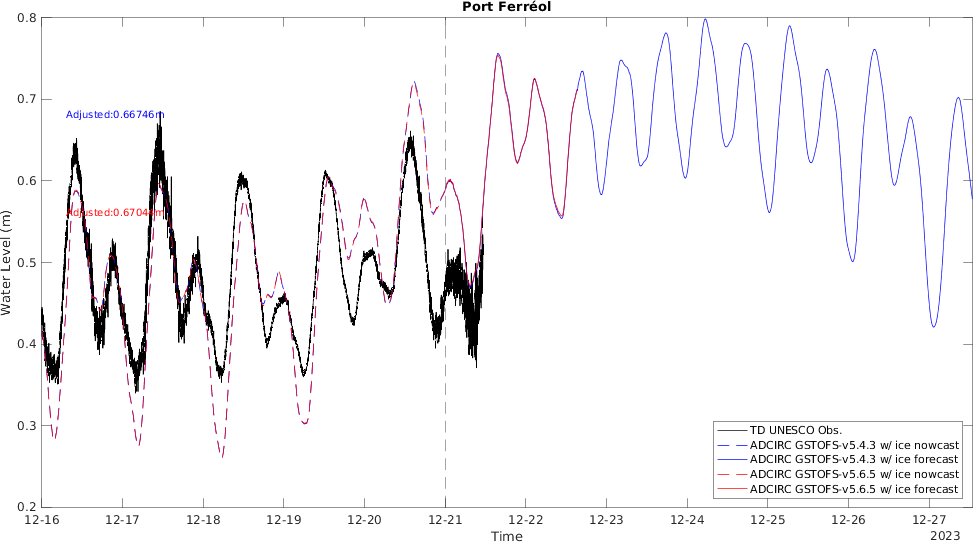 Port Ferréol
0.8
0.7
0.6
0.5
0.4
0.3
0.2
Water Level (m)
Adjusted:0.66746m
Adjusted:0.6704m
TD UNESCO Obs.
ADCIRC GSTOFS-v5.4.3 w/ ice nowcast
ADCIRC GSTOFS-v5.4.3 w/ ice forecast
ADCIRC GSTOFS-v5.6.5 w/ ice nowcast
ADCIRC GSTOFS-v5.6.5 w/ ice forecast
12-16 12-17 12-18 12-19 12-20 12-21 12-22 12-23 12-24 12-25 12-26 12-27
Time
2023